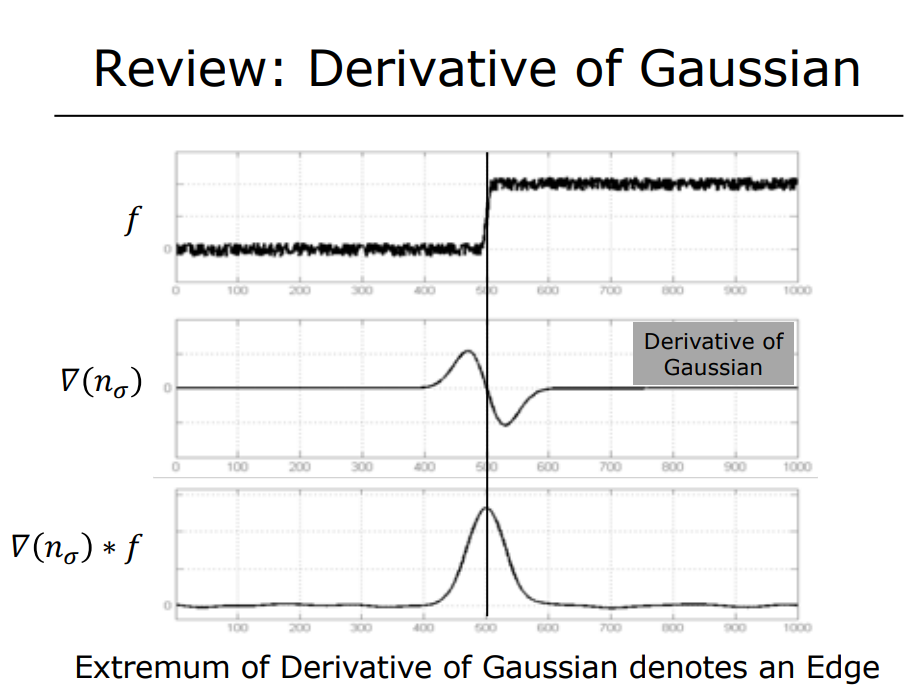 Review: Derivative of Gaussian
f
0
0 100 200 300 400 500 600 700 800 900 1000
∇(nσ)
Derivative of
Gaussian
0
0 100 200 300 400 500 600 700 800 900 1000
∇(nσ) ∗ f
0
100 200 300 400 500 600 700 800 900 1000
Extremum of Derivative of Gaussian denotes an Edge